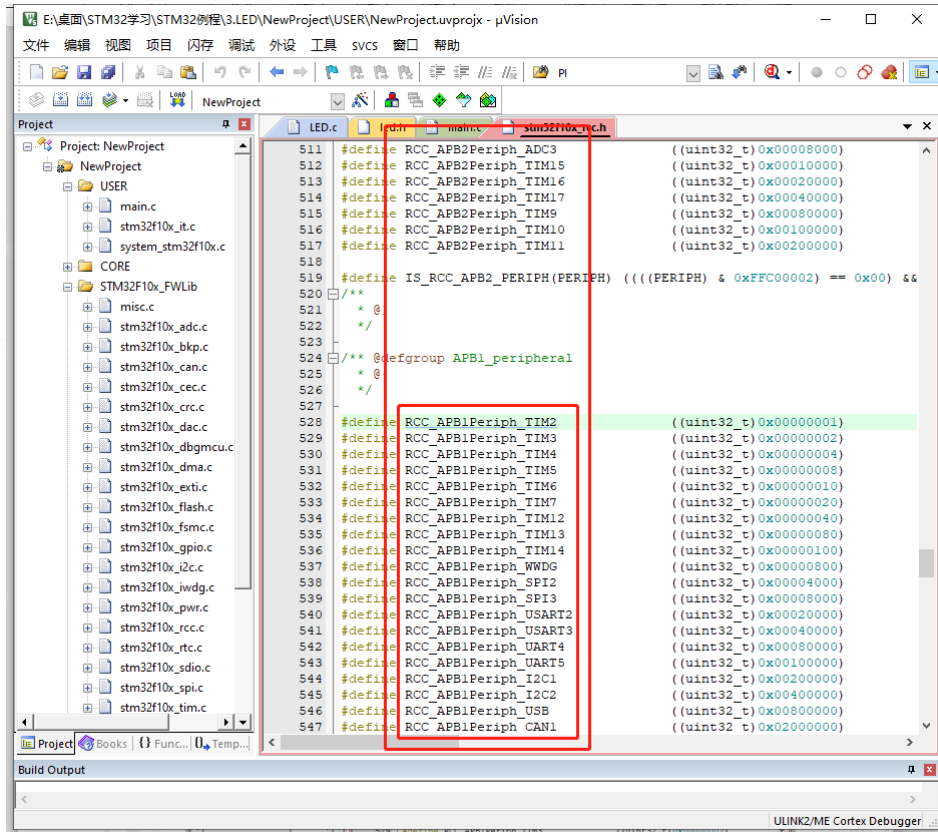 E:\桌面\STM32学习\STM32例程\3.LED\NewProject\USER\NewProject.uvprojx - µVision
文件 编辑 视图 项目 闪存 调试 外设 工具 SVCS 窗口 帮助
PI
LOAD NewProject
Project
Project: NewProject
NewProject
USER
main.c
stm32f10x_it.c
system_stm32f10x.c
CORE
STM32F10x_FWLib
misc.c
stm32f10x_adc.c
stm32f10x_bkp.c
stm32f10x_can.c
stm32f10x_cec.c
stm32f10x_crc.c
stm32f10x_dac.c
stm32f10x_dbgmcu.c
stm32f10x_dma.c
stm32f10x_exti.c
stm32f10x_flash.c
stm32f10x_fsmc.c
stm32f10x_gpio.c
stm32f10x_i2c.c
stm32f10x_iwdg.c
stm32f10x_pwr.c
stm32f10x_rcc.c
stm32f10x_rtc.c
stm32f10x_sdio.c
stm32f10x_spi.c
stm32f10x_tim.c
Project Books {} Func... Temp...
LED.c led.h main.c stm32f10x_rcc.h
511 #define RCC_APB2Periph_ADC3 ((uint32_t)0x00008000)
512 #define RCC_APB2Periph_TIM15 ((uint32_t)0x00010000)
513 #define RCC_APB2Periph_TIM16 ((uint32_t)0x00020000)
514 #define RCC_APB2Periph_TIM17 ((uint32_t)0x00040000)
515 #define RCC_APB2Periph_TIM9 ((uint32_t)0x00080000)
516 #define RCC_APB2Periph_TIM10 ((uint32_t)0x00100000)
517 #define RCC_APB2Periph_TIM11 ((uint32_t)0x00200000)
518
519 #define IS_RCC_APB2_PERIPH(PERIPH) ((((PERIPH) & 0xFFC00002) == 0x00) &&
520 /**
521 * @}
522 */
523
524 /** @defgroup APB1_peripheral
525 * @
526 */
527
528 #define RCC_APB1Periph_TIM2 ((uint32_t)0x00000001)
529 #define RCC_APB1Periph_TIM3 ((uint32_t)0x00000002)
530 #define RCC_APB1Periph_TIM4 ((uint32_t)0x00000004)
531 #define RCC_APB1Periph_TIM5 ((uint32_t)0x00000008)
532 #define RCC_APB1Periph_TIM6 ((uint32_t)0x00000010)
533 #define RCC_APB1Periph_TIM7 ((uint32_t)0x00000020)
534 #define RCC_APB1Periph_TIM12 ((uint32_t)0x00000040)
535 #define RCC_APB1Periph_TIM13 ((uint32_t)0x00000080)
536 #define RCC_APB1Periph_TIM14 ((uint32_t)0x00000100)
537 #define RCC_APB1Periph_WWDG ((uint32_t)0x00000800)
538 #define RCC_APB1Periph_SPI2 ((uint32_t)0x00004000)
539 #define RCC_APB1Periph_SPI3 ((uint32_t)0x00008000)
540 #define RCC_APB1Periph_USART2 ((uint32_t)0x00020000)
541 #define RCC_APB1Periph_USART3 ((uint32_t)0x00040000)
542 #define RCC_APB1Periph_UART4 ((uint32_t)0x00080000)
543 #define RCC_APB1Periph_UART5 ((uint32_t)0x00100000)
544 #define RCC_APB1Periph_I2C1 ((uint32_t)0x00200000)
545 #define RCC_APB1Periph_I2C2 ((uint32_t)0x00400000)
546 #define RCC_APB1Periph_USB ((uint32_t)0x00800000)
547 #define RCC_APB1Periph_CAN1 ((uint32_t)0x02000000)
Build Output
ULINK2/ME Cortex Debugger